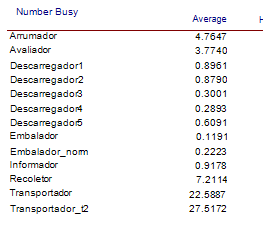 Number Busy
Average
Arrumador 4.7647
Avaliador 3.7740
Descarregador1 0.8961
Descarregador2 0.8790
Descarregador3 0.3001
Descarregador4 0.2893
Descarregador5 0.6091
Embalador 0.1191
Embalador_norm 0.2223
Informador 0.9178
Recoletor 7.2114
Transportador 22.5887
Transportador_t2 27.5172